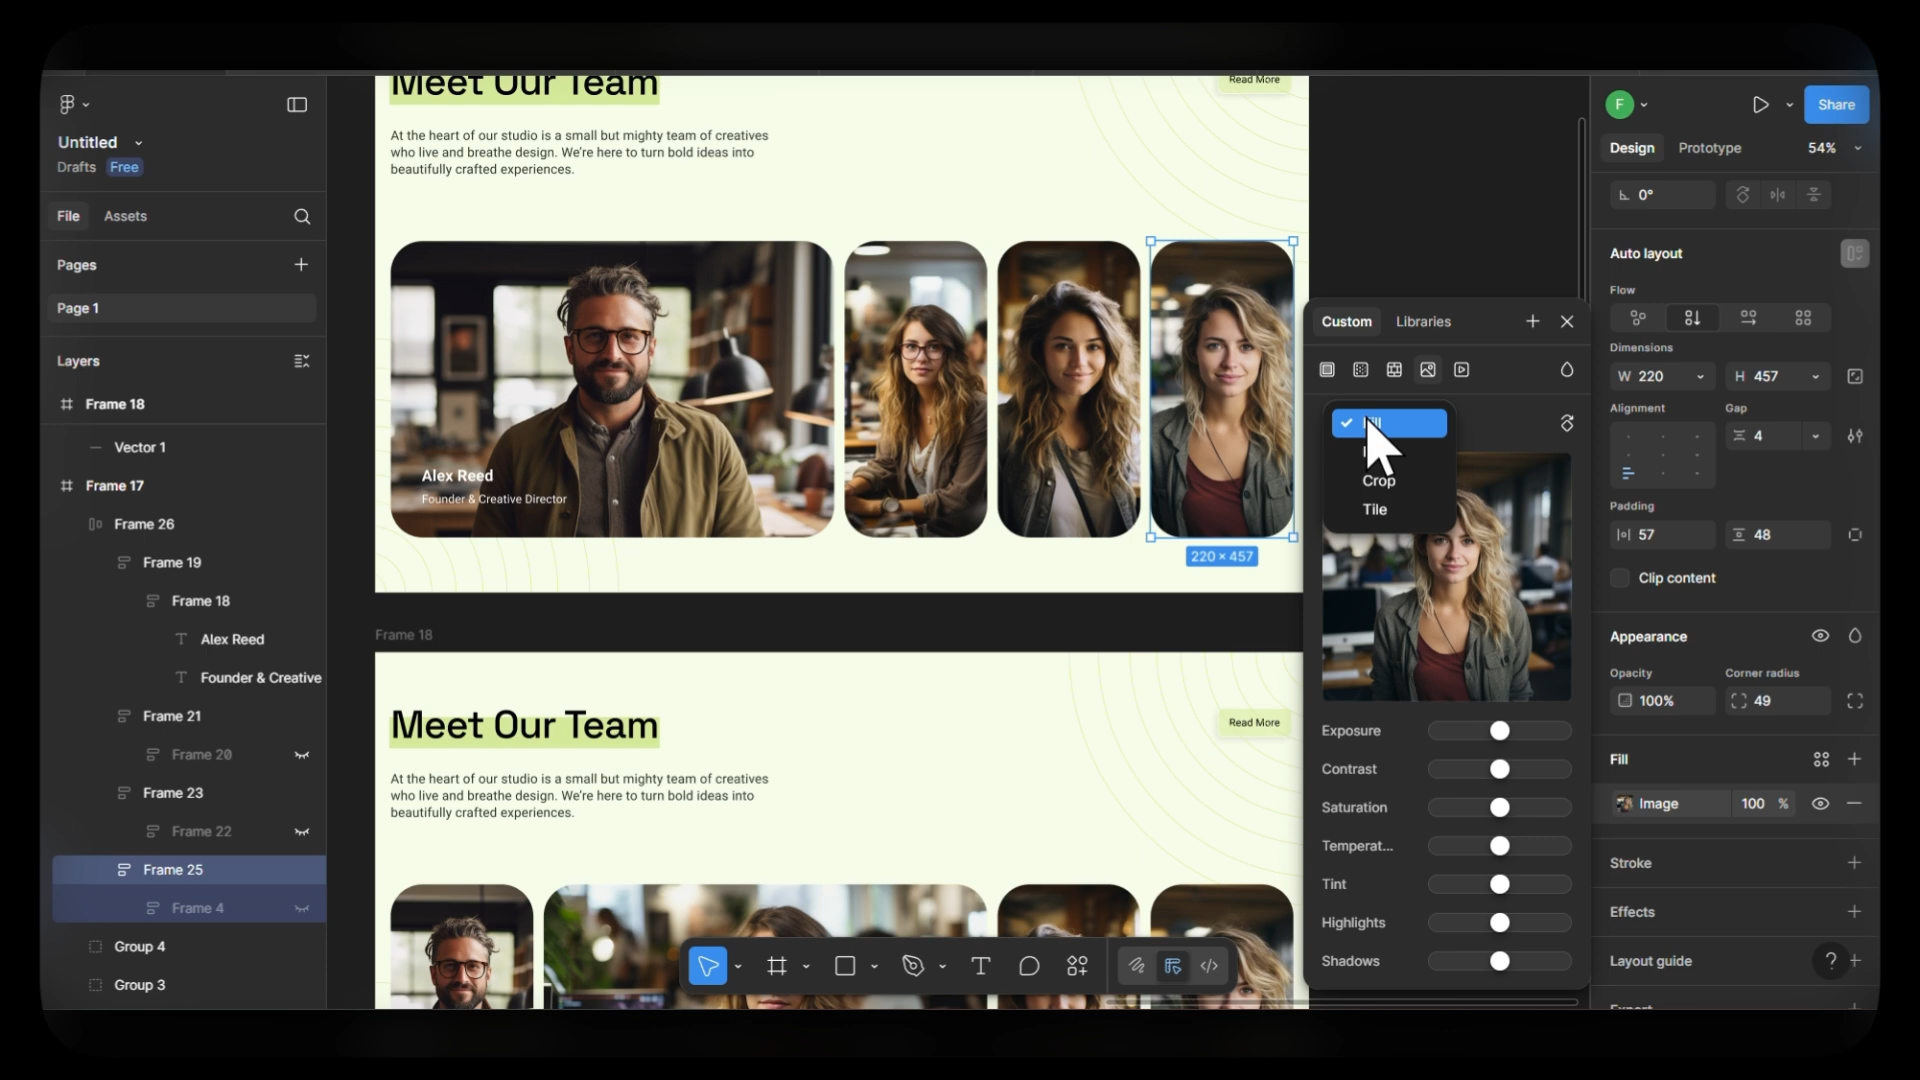 Untitled
Drafts Free
File Assets
Pages
Page 1
Layers
Frame 18
Vector 1
Frame 17
Frame 26
Frame 19
Frame 18
Alex Reed
Founder & Creative
Frame 21
Frame 20
Frame 23
Frame 22
Frame 25
Frame 4
Group 4
Group 3
Meet Our Team
Read More
At the heart of our studio is a small but mighty team of creatives
who live and breathe design. We're here to turn bold ideas into
beautifully crafted experiences.
Alex Reed
Founder & Creative Director
220 × 457
Frame 18
Meet Our Team
Read More
At the heart of our studio is a small but mighty team of creatives
who live and breathe design. We're here to turn bold ideas into
beautifully crafted experiences.
Custom Libraries
Crop
Tile
Exposure
Contrast
Saturation
Temperat...
Tint
Highlights
Shadows
F
Share
Design Prototype 54%
0°
Auto layout
Flow
Dimensions
W 220 H 457
Alignment Gap
4
Padding
57 48
Clip content
Appearance
Opacity Corner radius
100% 49
Fill
Image 100 %
Stroke
Effects
Layout guide ?